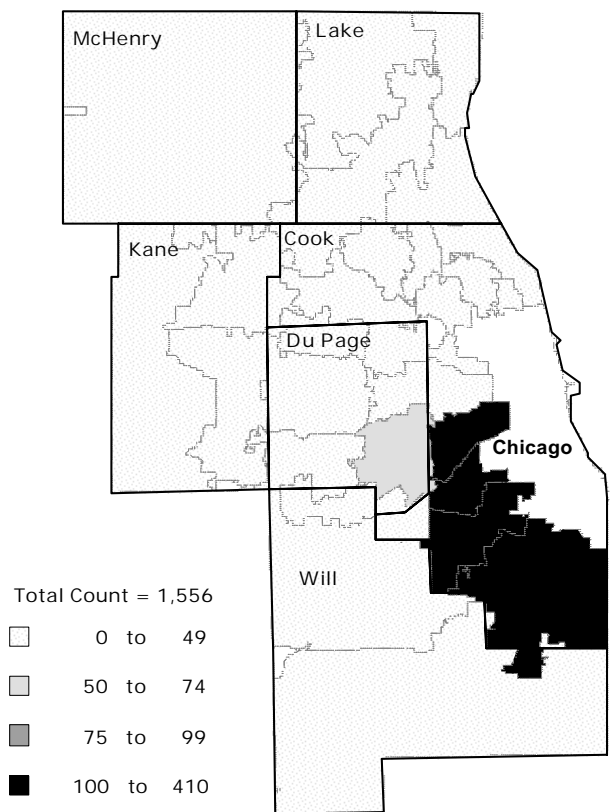 McHenry
Lake
Kane
Cook
Du Page
Chicago
Will
Total Count = 1,556
0 to 49
50 to 74
75 to 99
100 to 410